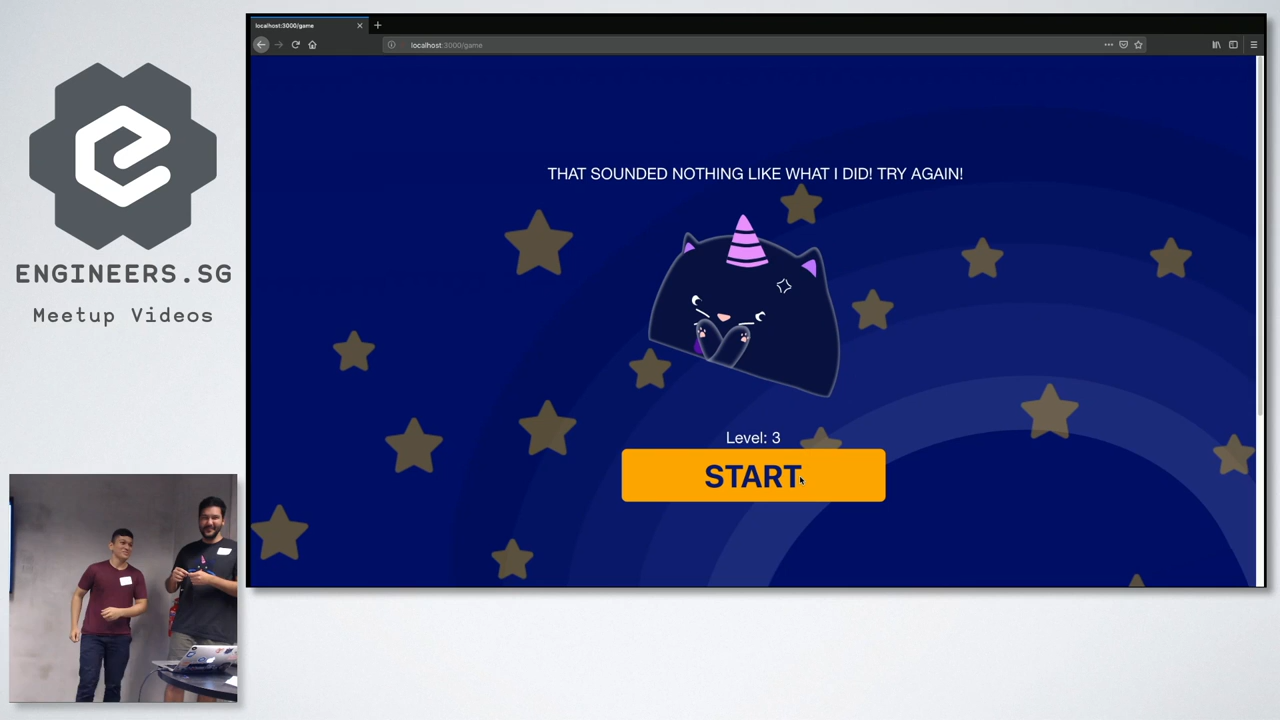 localhost:3000/game
localhost:3000/game
ENGINEERS.SG
Meetup Videos
THAT SOUNDED NOTHING LIKE WHAT I DID! TRY AGAIN!
Level: 3
START